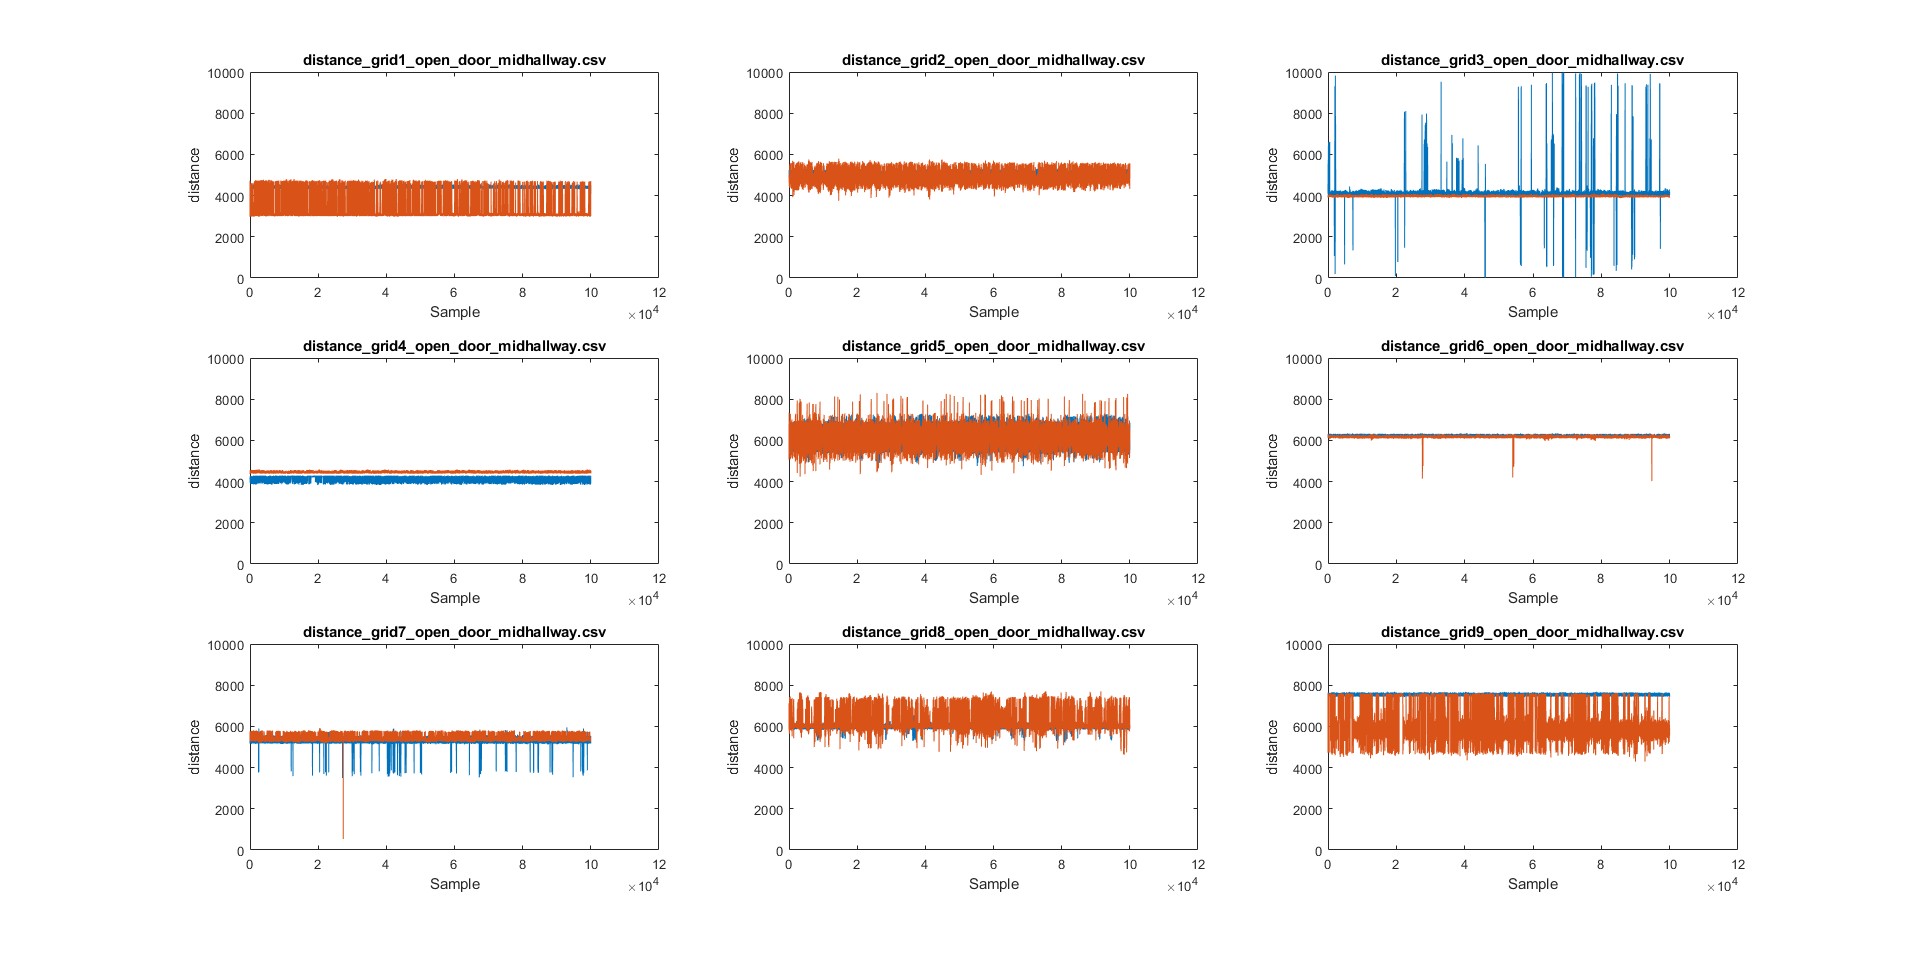 distance_grid1_open_door_midhallway.csv
10000
8000
6000
4000
2000
0
distance
0 2 4 6 8 10 12
Sample
×10^4
distance_grid2_open_door_midhallway.csv
10000
8000
6000
4000
2000
0
distance
0 2 4 6 8 10 12
Sample
×10^4
distance_grid3_open_door_midhallway.csv
10000
8000
6000
4000
2000
0
distance
0 2 4 6 8 10 12
Sample
×10^4
distance_grid4_open_door_midhallway.csv
10000
8000
6000
4000
2000
0
distance
0 2 4 6 8 10 12
Sample
×10^4
distance_grid5_open_door_midhallway.csv
10000
8000
6000
4000
2000
0
distance
0 2 4 6 8 10 12
Sample
×10^4
distance_grid6_open_door_midhallway.csv
10000
8000
6000
4000
2000
0
distance
0 2 4 6 8 10 12
Sample
×10^4
distance_grid7_open_door_midhallway.csv
10000
8000
6000
4000
2000
0
distance
0 2 4 6 8 10 12
Sample
×10^4
distance_grid8_open_door_midhallway.csv
10000
8000
6000
4000
2000
0
distance
0 2 4 6 8 10 12
Sample
×10^4
distance_grid9_open_door_midhallway.csv
10000
8000
6000
4000
2000
0
distance
0 2 4 6 8 10 12
Sample
×10^4